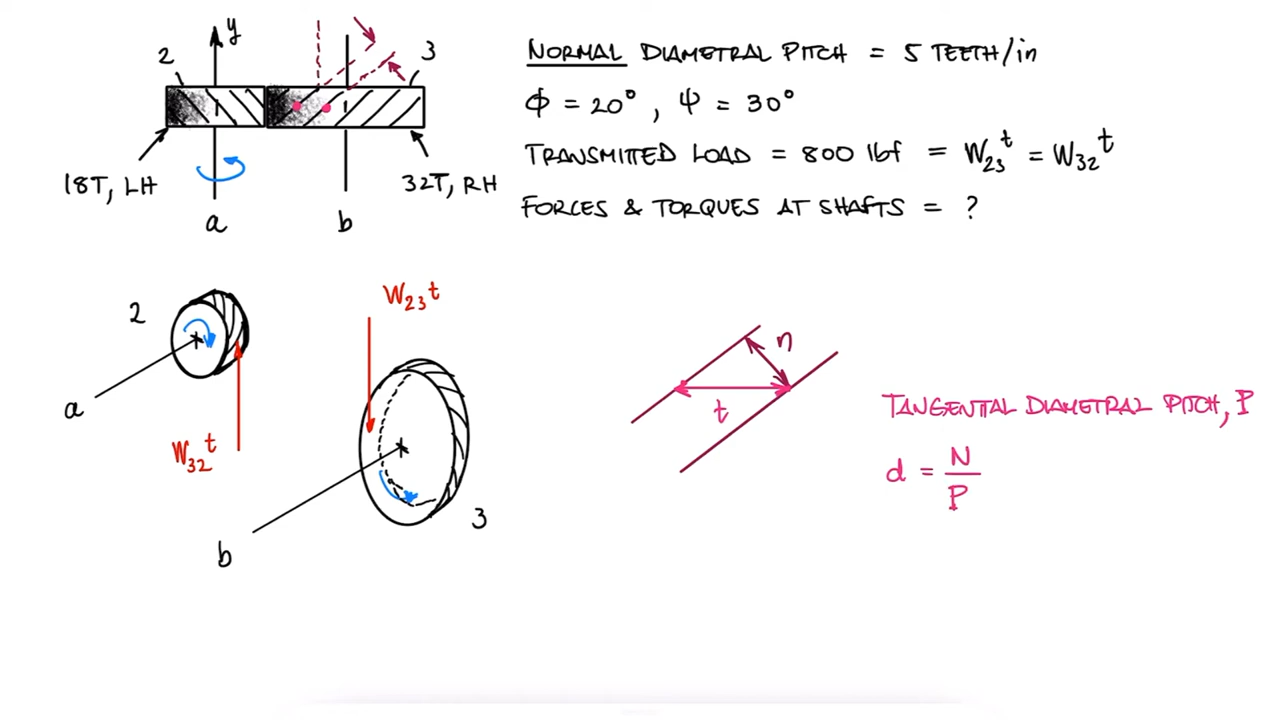 2
y
3
18T, LH
a
b
32T, RH
NORMAL DIAMETRAL PITCH = 5 TEETH/in
Φ = 20° , Ψ = 30°
TRANSMITTED LOAD = 800 lbf = W₂₃ᵗ = W₃₂ᵗ
FORCES & TORQUES AT SHAFTS = ?
2
a
W₃₂ᵗ
W₂₃ᵗ
b
3
n
t
TANGENTAL DIAMETRAL PITCH, P
d = N/P